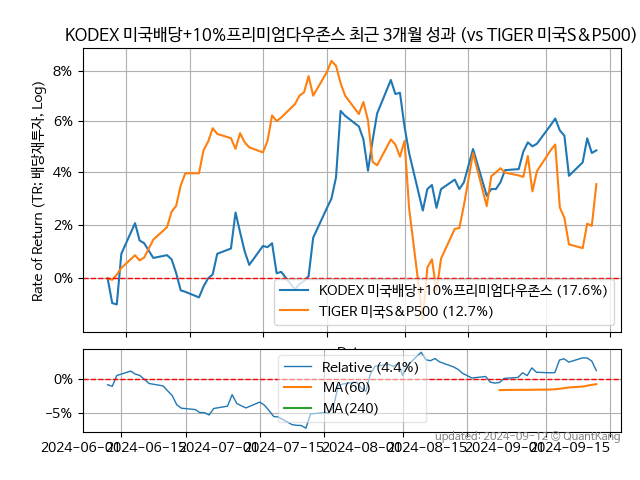 KODEX 미국배당+10%프리미엄다우존스 최근 3개월 성과 (vs TIGER 미국S&P500)
Rate of Return (TR: 배당재투자, Log)
8%
6%
4%
2%
0%
KODEX 미국배당+10%프리미엄다우존스 (17.6%)
TIGER 미국S&P500 (12.7%)
0%
−5%
Relative (4.4%)
MA(60)
MA(240)
updated: 2024-09-12 © QuantKang
2024-06-01
2024-06-15
2024-07-01
2024-07-15
2024-08-01
2024-08-15
2024-09-01
2024-09-15